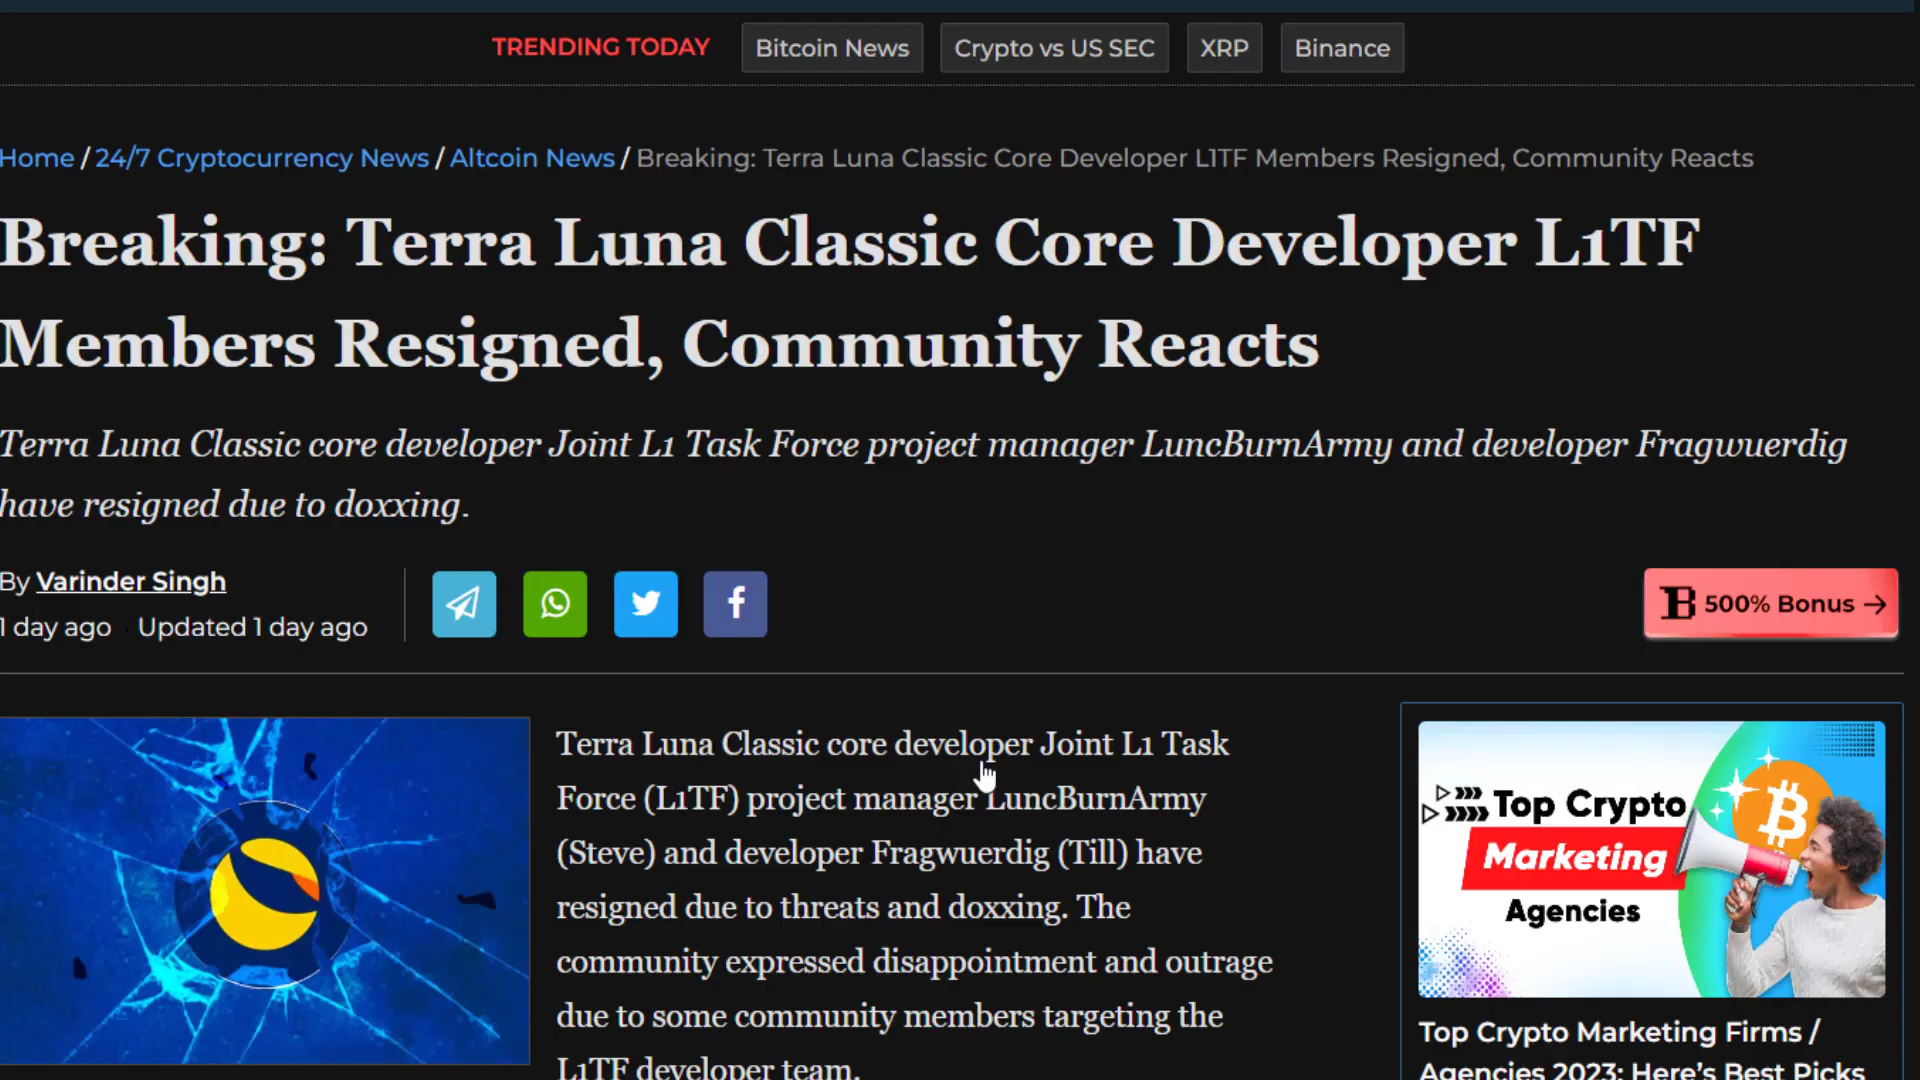 TRENDING TODAY Bitcoin News Crypto vs US SEC XRP Binance
Home / 24/7 Cryptocurrency News / Altcoin News / Breaking: Terra Luna Classic Core Developer L1TF Members Resigned, Community Reacts
Breaking: Terra Luna Classic Core Developer L1TF
Members Resigned, Community Reacts
Terra Luna Classic core developer Joint L1 Task Force project manager LuncBurnArmy and developer Fragwuerdig
have resigned due to doxxing.
By Varinder Singh
1 day ago Updated 1 day ago
500% Bonus →
Terra Luna Classic core developer Joint L1 Task
Force (L1TF) project manager LuncBurnArmy
(Steve) and developer Fragwuerdig (Till) have
resigned due to threats and doxxing. The
community expressed disappointment and outrage
due to some community members targeting the
L1TF developer team.
Top Crypto
Marketing
Agencies
Top Crypto Marketing Firms /
Agencies 2023: Here's Best Picks